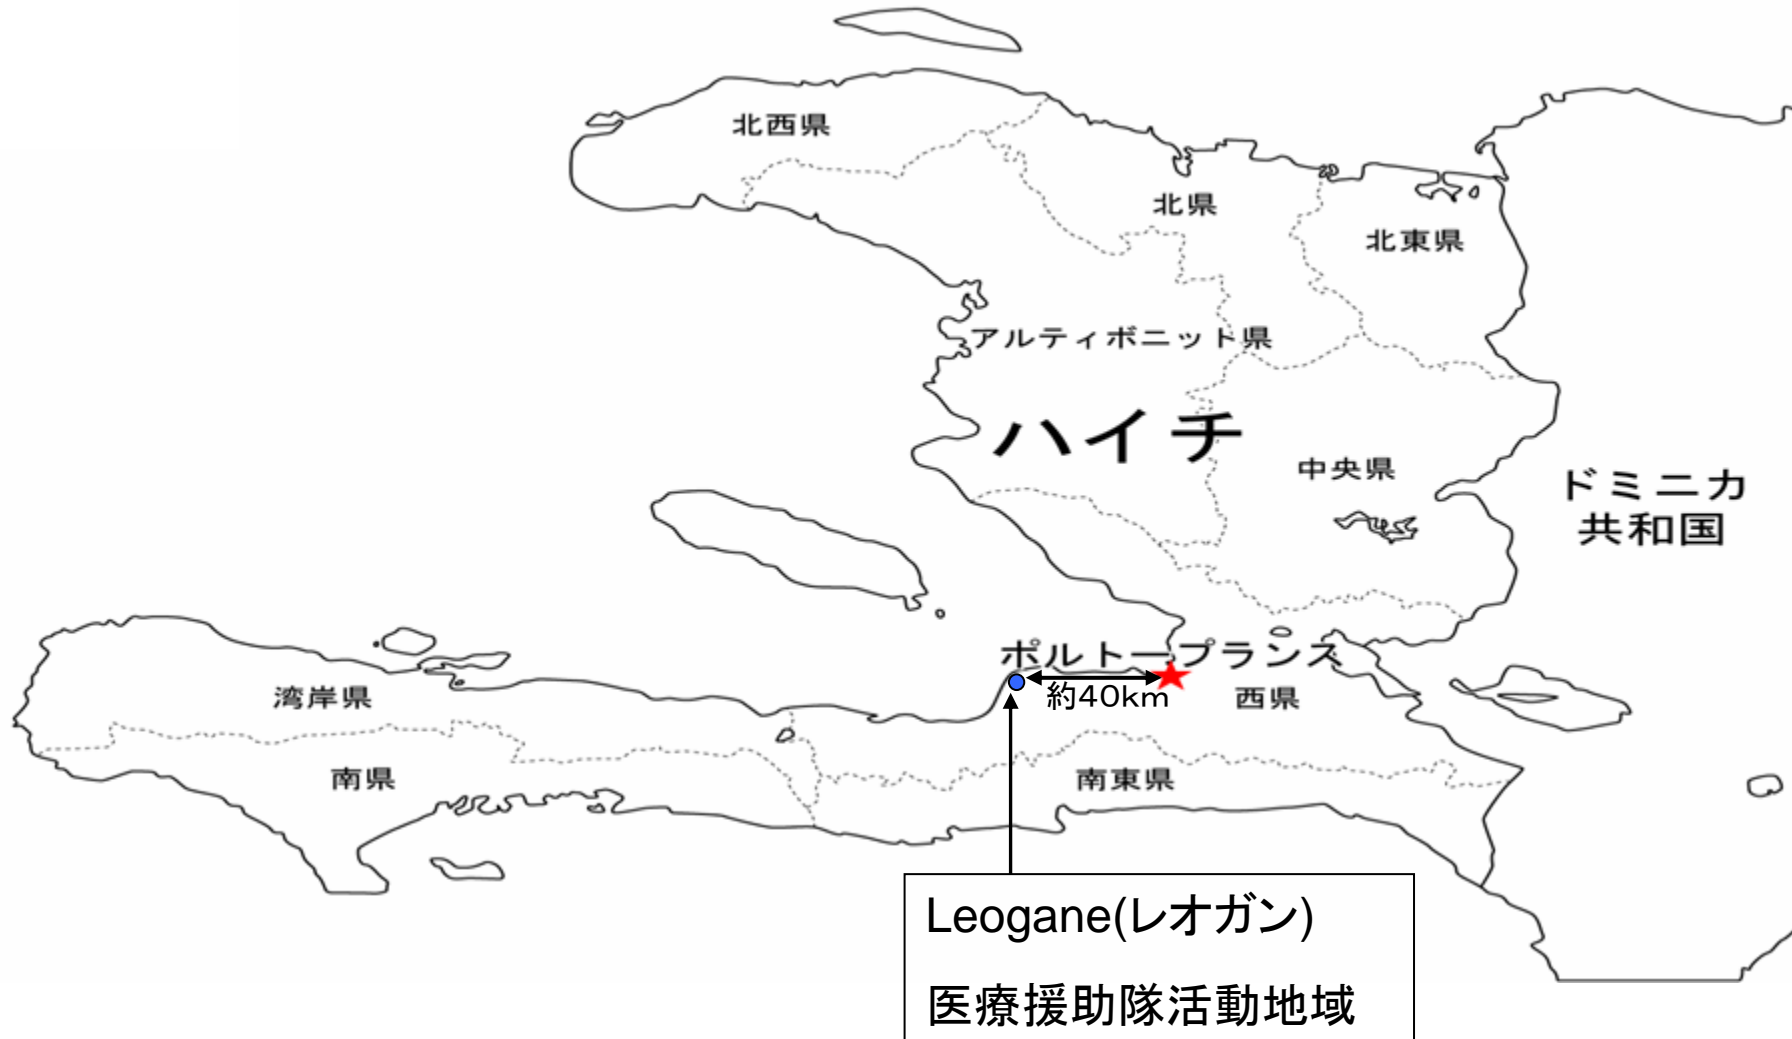 北西県
北県
北東県
アルティボニット県
ハイチ
中央県
ドミニカ
共和国
ポルトープランス
約40km
西県
湾岸県
南県
南東県
Leogane(レオガン)
医療援助隊活動地域